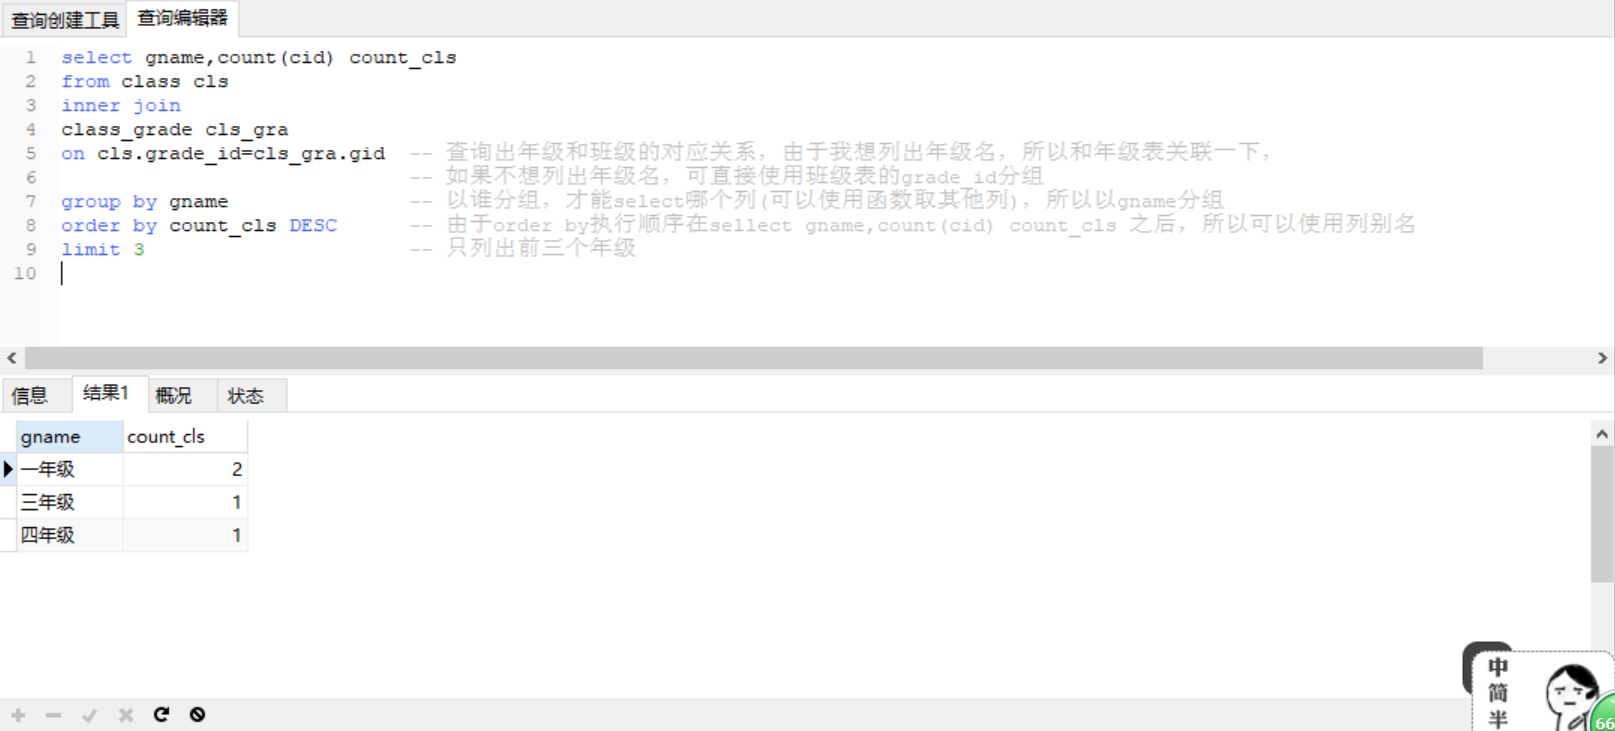 查询创建工具 查询编辑器
1 select gname,count(cid) count_cls
2 from class cls
3 inner join
4 class_grade cls_gra
5 on cls.grade_id=cls_gra.gid -- 查询出年级和班级的对应关系，由于我想列出年级名，所以和年级表关联一下，
6 -- 如果不想列出年级名，可直接使用班级表的grade_id分组
7 group by gname -- 以谁分组，才能select哪个列(可以使用函数取其他列)，所以以gname分组
8 order by count_cls DESC -- 由于order by执行顺序在sellect gname,count(cid) count_cls 之后，所以可以使用列别名
9 limit 3 -- 只列出前三个年级
10
信息 结果1 概况 状态
gname count_cls
一年级 2
三年级 1
四年级 1
中
简
半
66